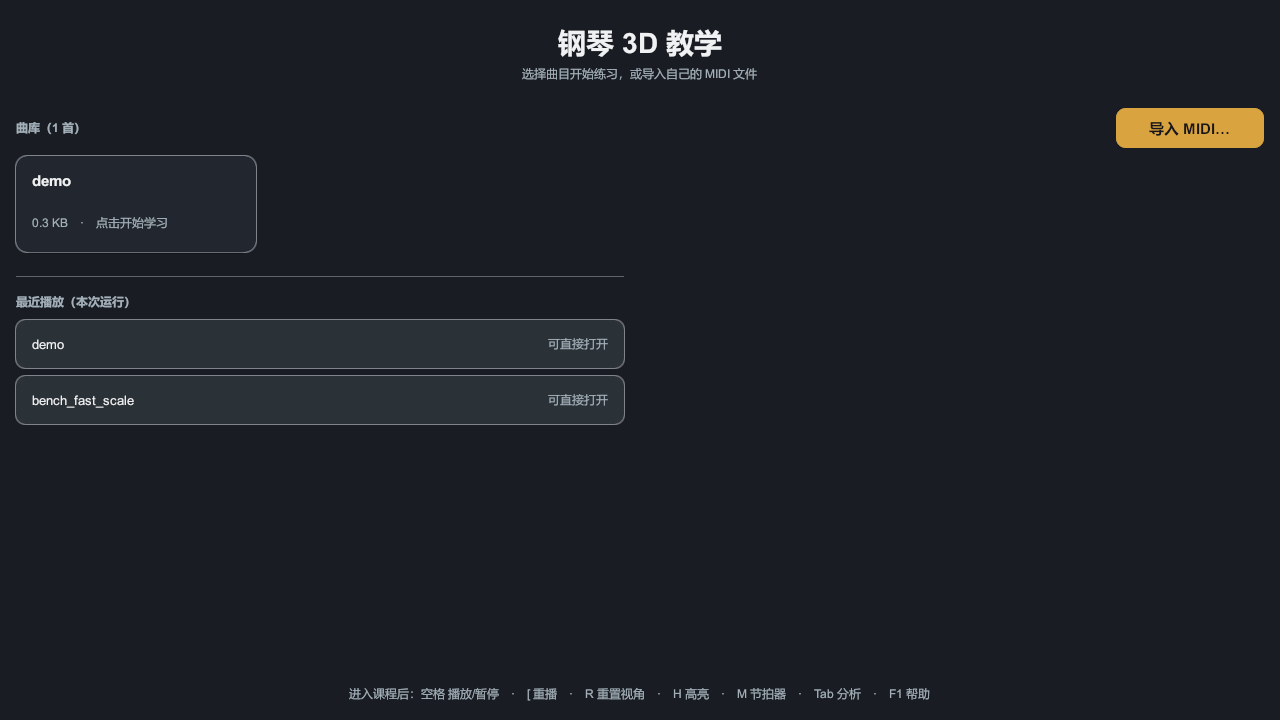 钢琴 3D 教学
选择曲目开始练习，或导入自己的 MIDI 文件
曲库（1 首）
导入 MIDI…
demo
0.3 KB · 点击开始学习
最近播放（本次运行）
demo 可直接打开
bench_fast_scale 可直接打开
进入课程后：空格 播放/暂停 · [ 重播 · R 重置视角 · H 高亮 · M 节拍器 · Tab 分析 · F1 帮助